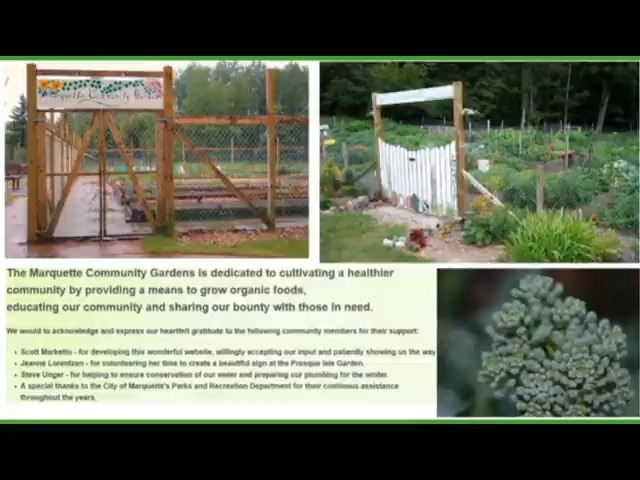 Marquette Community
The Marquette Community Gardens is dedicated to cultivating a healthier
community by providing a means to grow organic foods,
educating our community and sharing our bounty with those in need.
We would to acknowledge and express our heartfelt gratitude to the following community members for their support:
Scott Marketto - for developing this wonderful website, willingly accepting our input and patiently showing us the way
Jeanne Lorentzen - for volunteering her time to create a beautiful sign at the Presque Isle Garden.
Steve Unger - for helping to ensure conservation of our water and preparing our plumbing for the winter.
A special thanks to the City of Marquette's Parks and Recreation Department for their continous assistance
throughout the years.